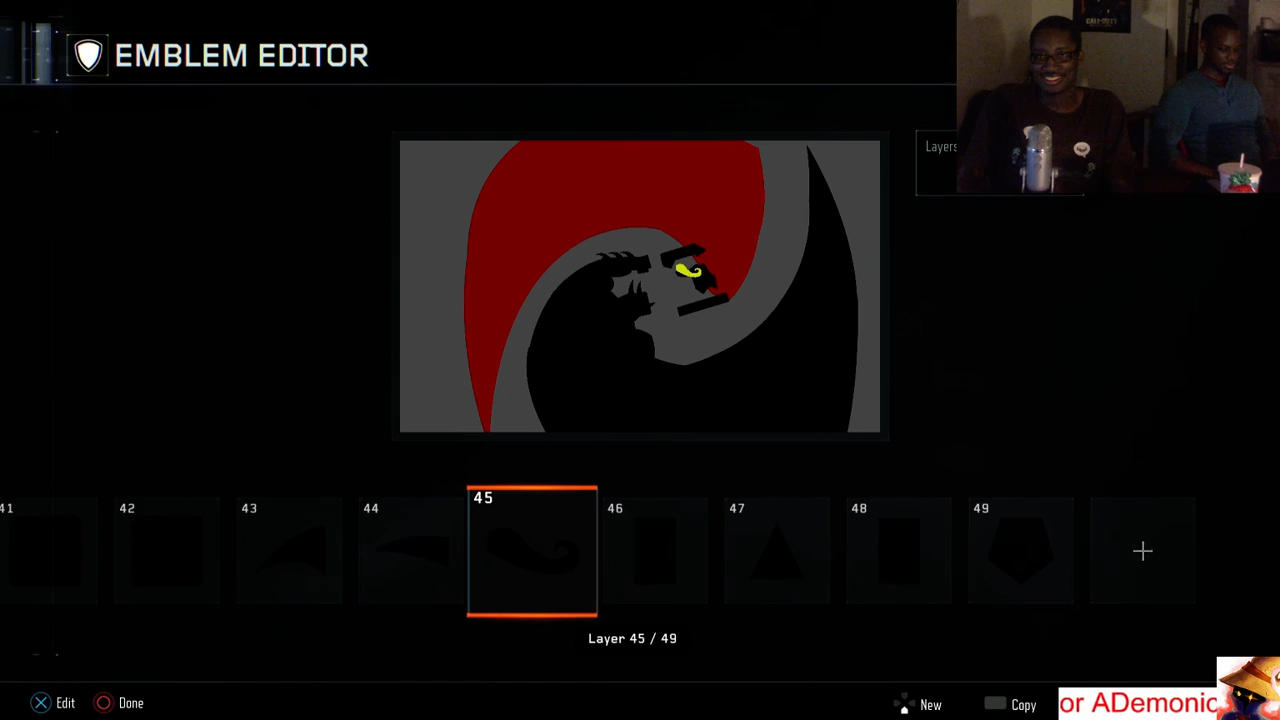 EMBLEM EDITOR
Layers
41 42 43 44 45 46 47 48 49
Layer 45 / 49
Edit Done New Copy
or ADemonic